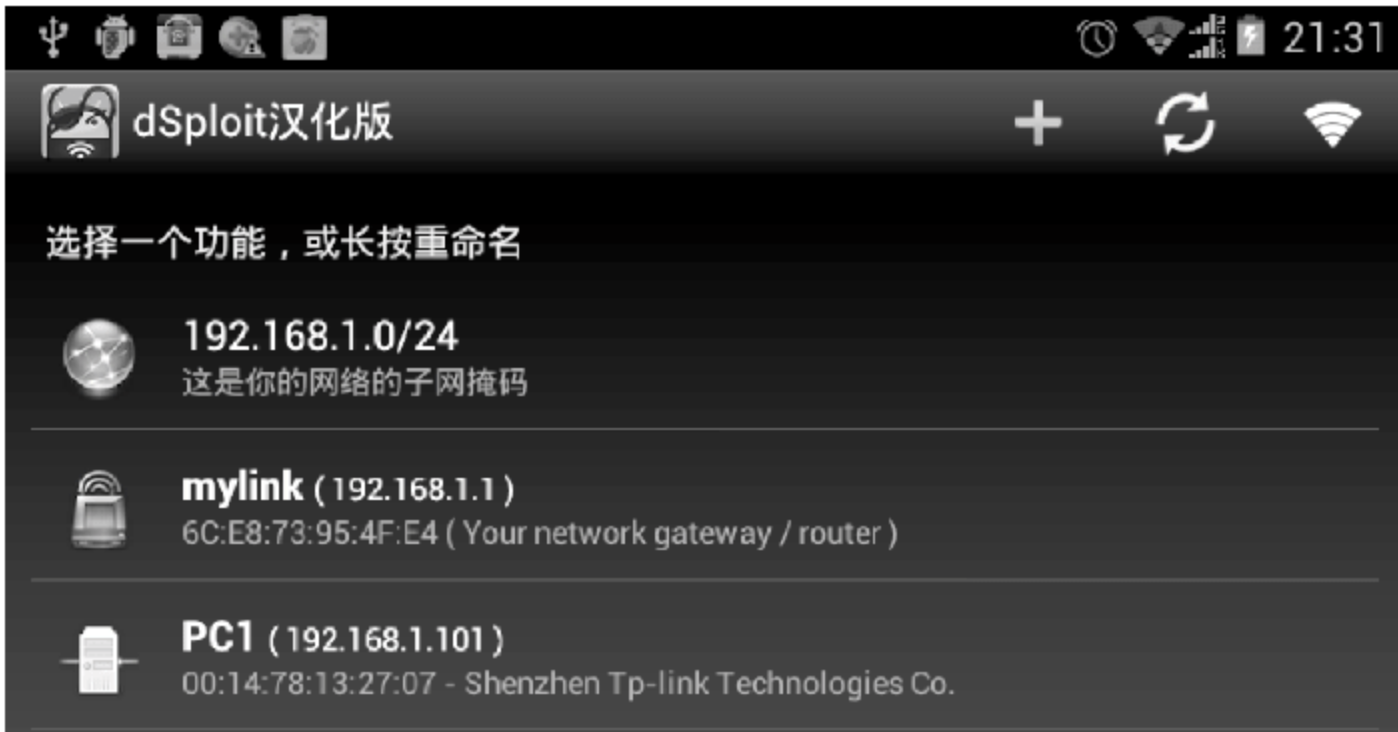 21:31
dSploit汉化版
选择一个功能，或长按重命名
192.168.1.0/24
这是你的网络的子网掩码
mylink ( 192.168.1.1 )
6C:E8:73:95:4F:E4 ( Your network gateway / router )
PC1 ( 192.168.1.101 )
00:14:78:13:27:07 - Shenzhen Tp-link Technologies Co.